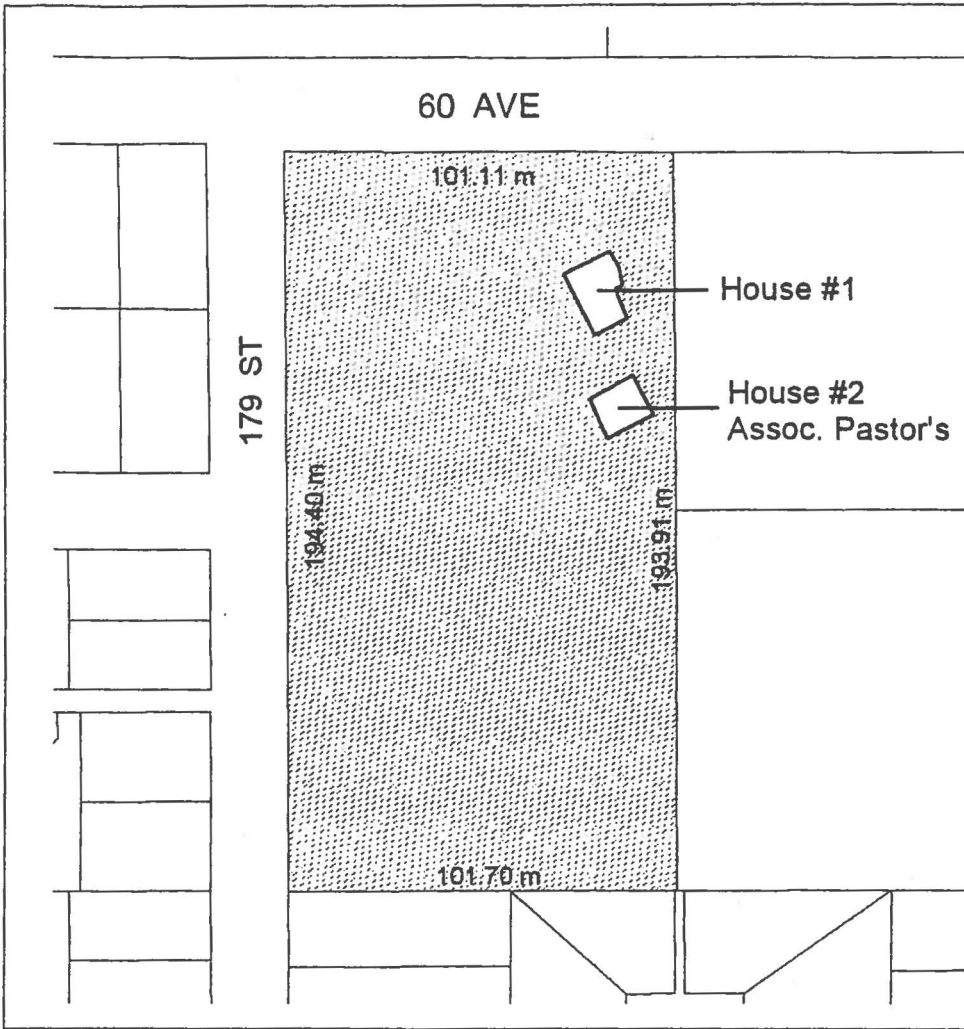 60 AVE
101.11 m
House #1
179 ST
House #2
Assoc. Pastor's
194.40 m
193.91 m
101.70 m